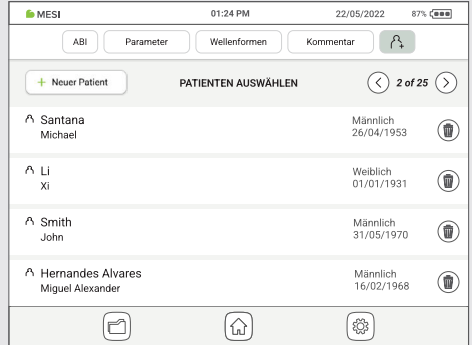 MESI 01:24 PM 22/05/2022 87%
ABI Parameter Wellenformen Kommentar
+ Neuer Patient PATIENTEN AUSWÄHLEN 2 of 25
Santana Männlich
Michael 26/04/1953
Li Weiblich
Xi 01/01/1931
Smith Männlich
John 31/05/1970
Hernandes Alvares Männlich
Miguel Alexander 16/02/1968